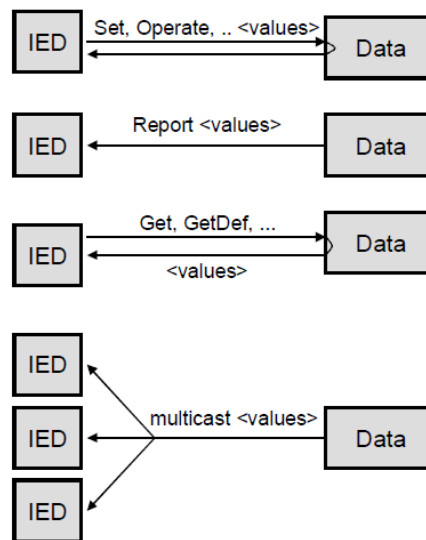 IED
Set, Operate, .. <values>
Data
IED
Report <values>
Data
IED
Get, GetDef, ...
<values>
Data
IED
IED
multicast <values>
Data
IED